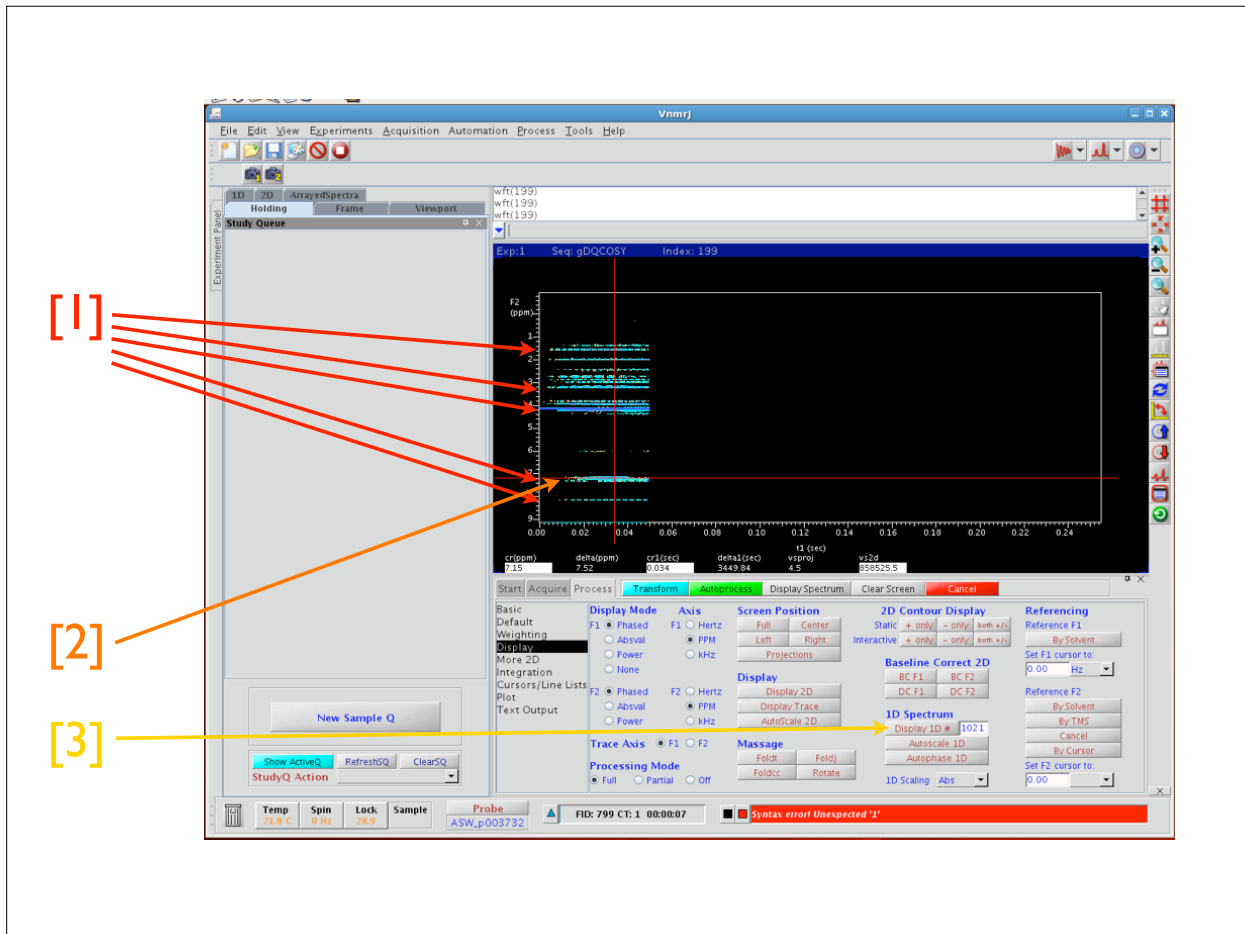 VnmrJ
File Edit View Experiments Acquisition Automation Process Tools Help
1D 2D ArrayedSpectra
Holding Frame Viewport
Study Queue
Experiment Panel
wft(199)
wft(199)
wft(199)
Exp:1 Seq: gDQCOSY Index: 199
F2
(ppm)
1
2
3
4
5
6
7
9
0.00 0.02 0.04 0.06 0.08 0.10 0.12 0.14 0.16 0.18 0.20 0.22 0.24
t1 (sec)
cr(ppm) delta(ppm) cr1(sec) delta1(sec) vsproj vs2d
7.15 7.52 0.034 3449.84 4.5 858525.5
[1]
[2]
[3]
Start Acquire Process Transform Autoprocess Display Spectrum Clear Screen Cancel
Basic
Default
Weighting
Display
More 2D
Integration
Cursors/Line Lists
Plot
Text Output
Display Mode Axis
F1 Phased F1 Hertz
Absval PPM
Power kHz
None
F2 Phased F2 Hertz
Absval PPM
Power kHz
Trace Axis F1 F2
Processing Mode
Full Partial Off
Screen Position
Full Center
Left Right
Projections
Display
Display 2D
Display Trace
AutoScale 2D
Massage
Foldt Foldj
Foldcc Rotate
2D Contour Display
Static + only - only both +/-
Interactive + only - only both +/-
Baseline Correct 2D
BC F1 BC F2
DC F1 DC F2
1D Spectrum
Display 1D # 1021
Autoscale 1D
Autophase 1D
1D Scaling Abs
Referencing
Reference F1
By Solvent
Set F1 cursor to:
0.00 Hz
Reference F2
By Solvent
By TMS
Cancel
By Cursor
Set F2 cursor to:
0.00
New Sample Q
Show ActiveQ RefreshSQ ClearSQ
StudyQ Action
Temp Spin Lock Sample Probe
21.8 C 0 Hz 28.9 ASW_p003732
FID: 799 CT: 1 00:00:07
Syntax error! Unexpected '1'